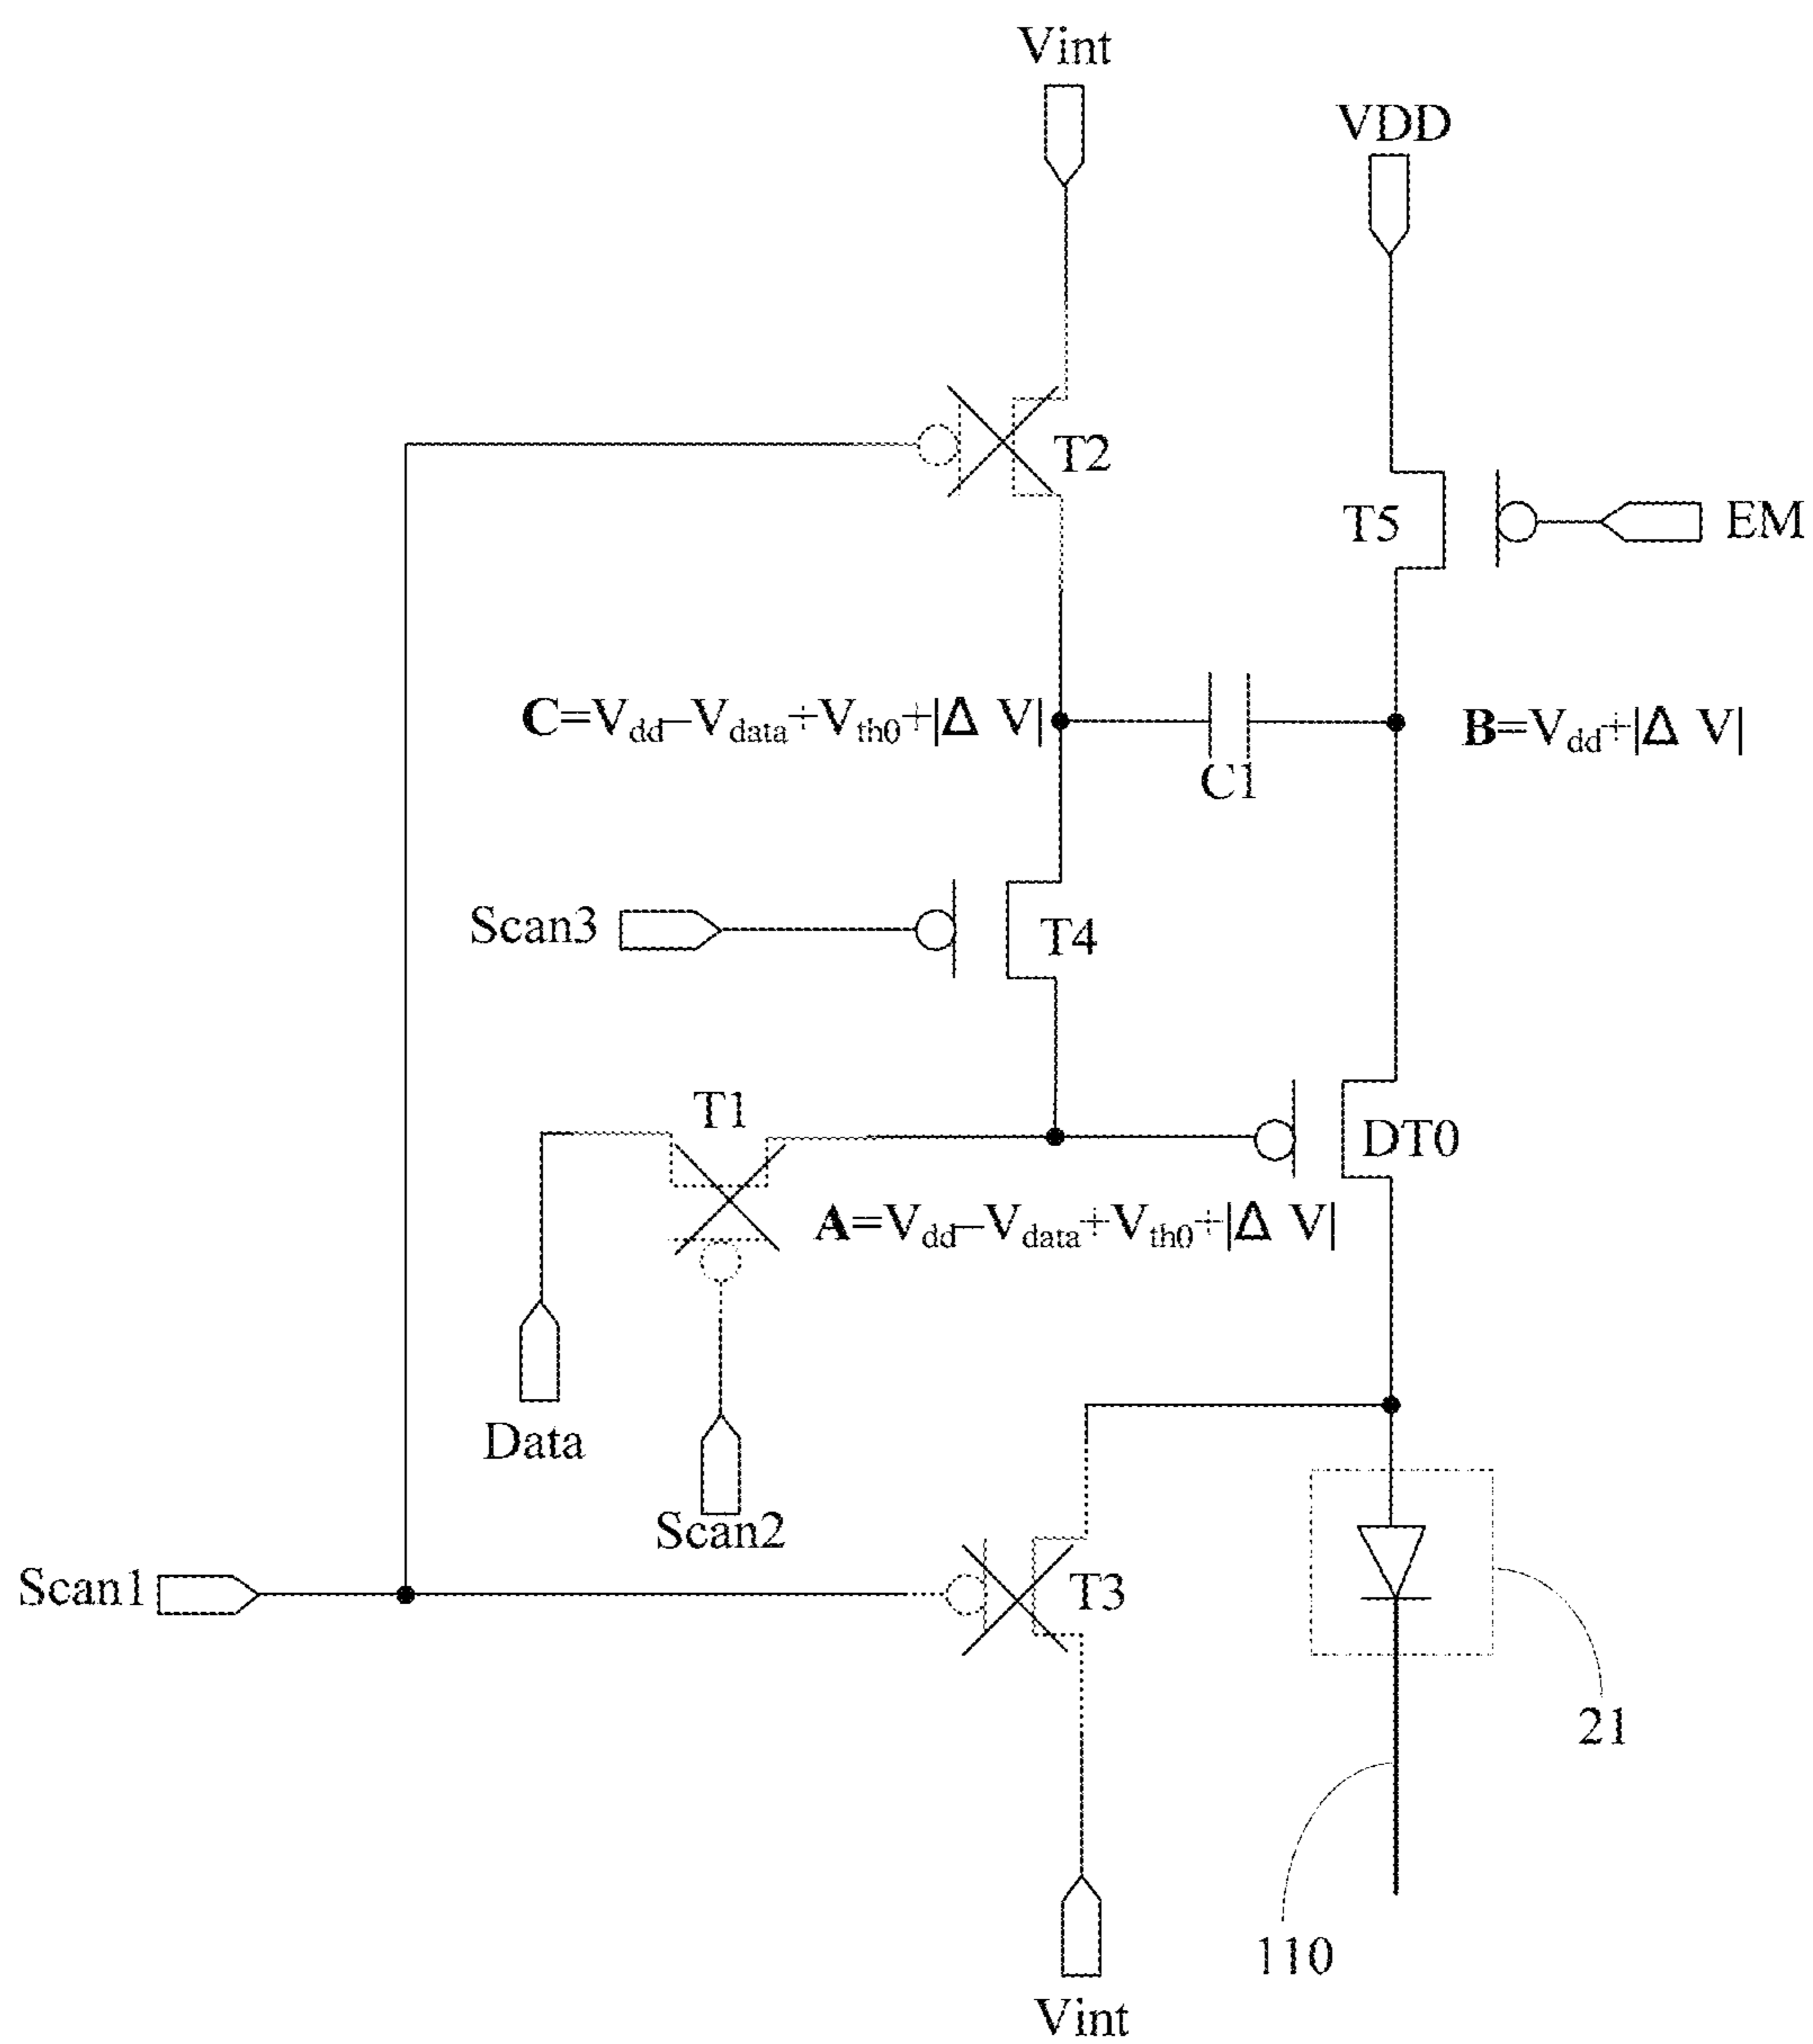 Vint
VDD
T2
T5
EM
C=Vdd–Vdata+Vth0+|Δ V|
B=Vdd+|Δ V|
C1
Scan3
T4
T1
DT0
A=Vdd–Vdata+Vth0+|Δ V|
Data
Scan2
Scan1
T3
21
110
Vint